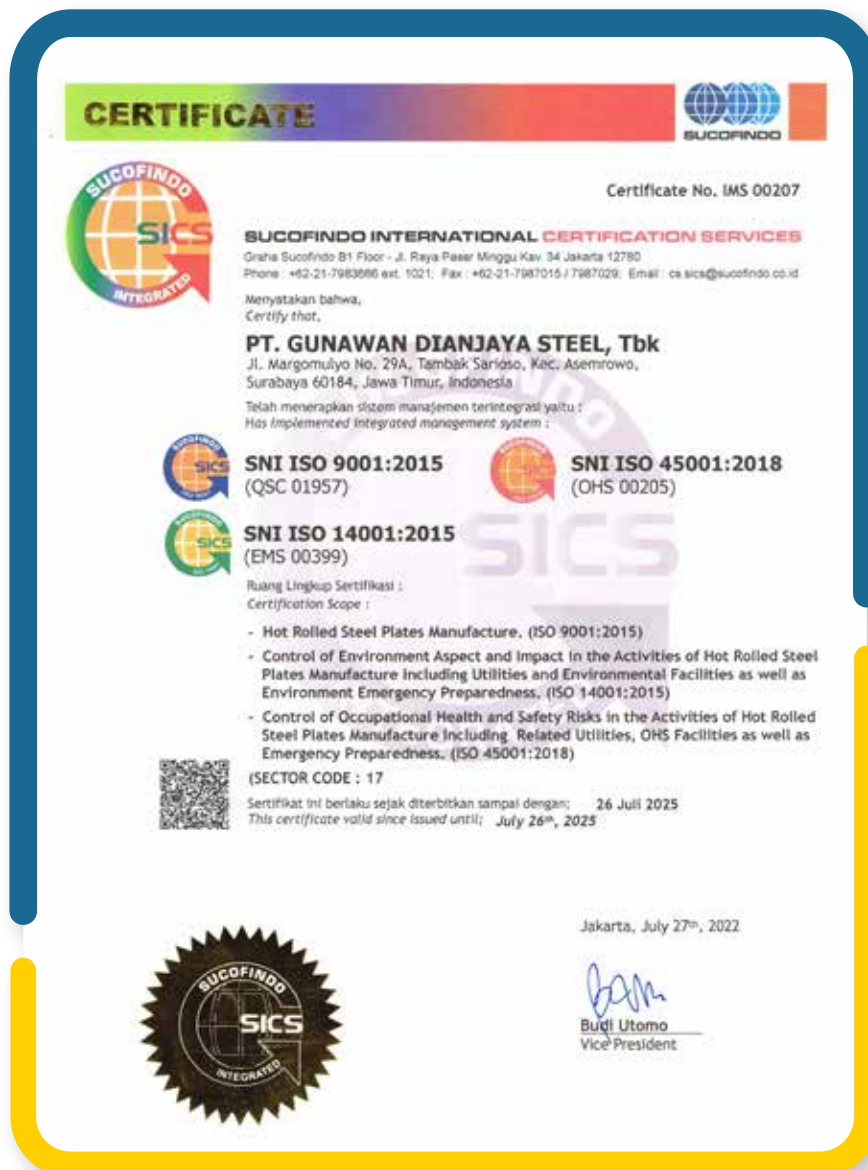 CERTIFICATE
SUCOFINDO
SUCOFINDO
SICS
INTEGRATED
Certificate No. IMS 00207
SUCOFINDO INTERNATIONAL CERTIFICATION SERVICES
Graha Sucofindo B1 Floor - Jl. Raya Pasar Minggu Kav. 34 Jakarta 12780
Phone : +62-21-7983666 ext. 1021; Fax : +62-21-7987015 / 7987029; Email : cs.sics@sucofindo.co.id
Menyatakan bahwa,
Certify that,
PT. GUNAWAN DIANJAYA STEEL, Tbk
Jl. Margomulyo No. 29A, Tambak Sarioso, Kec. Asemrowo,
Surabaya 60184, Jawa Timur, Indonesia
Telah menerapkan sistem manajemen terintegrasi yaitu :
Has implemented integrated management system :
SICS
SNI ISO 9001:2015
(QSC 01957)
SICS
SNI ISO 45001:2018
(OHS 00205)
SICS
SNI ISO 14001:2015
(EMS 00399)
SICS
Ruang Lingkup Sertifikasi :
Certification Scope :
- Hot Rolled Steel Plates Manufacture. (ISO 9001:2015)
- Control of Environment Aspect and Impact in the Activities of Hot Rolled Steel
Plates Manufacture Including Utilities and Environmental Facilities as well as
Environment Emergency Preparedness. (ISO 14001:2015)
- Control of Occupational Health and Safety Risks in the Activities of Hot Rolled
Steel Plates Manufacture Including Related Utilities, OHS Facilities as well as
Emergency Preparedness. (ISO 45001:2018)
(SECTOR CODE : 17
Sertifikat ini berlaku sejak diterbitkan sampai dengan; 26 Juli 2025
This certificate valid since issued until; July 26th, 2025
Jakarta, July 27th, 2022
SUCOFINDO
SICS
INTEGRATED
Budi Utomo
Vice President